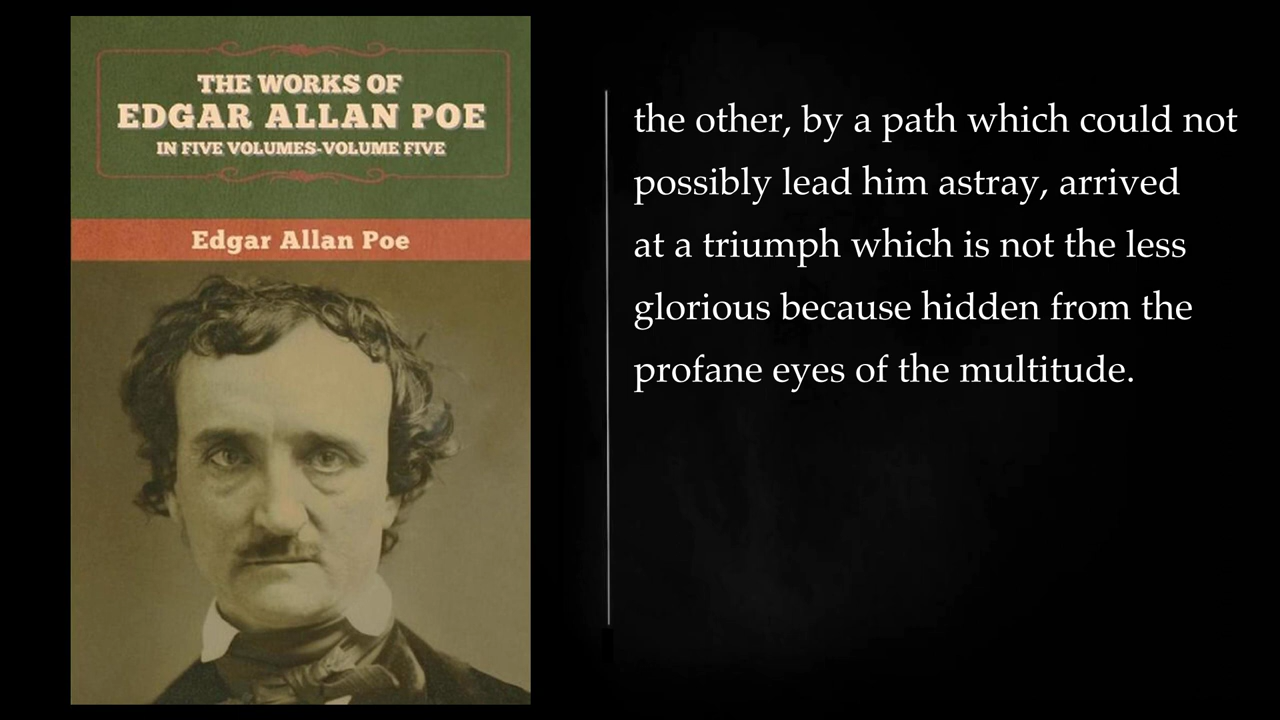 THE WORKS OF
EDGAR ALLAN POE
IN FIVE VOLUMES-VOLUME FIVE
Edgar Allan Poe
the other, by a path which could not
possibly lead him astray, arrived
at a triumph which is not the less
glorious because hidden from the
profane eyes of the multitude.